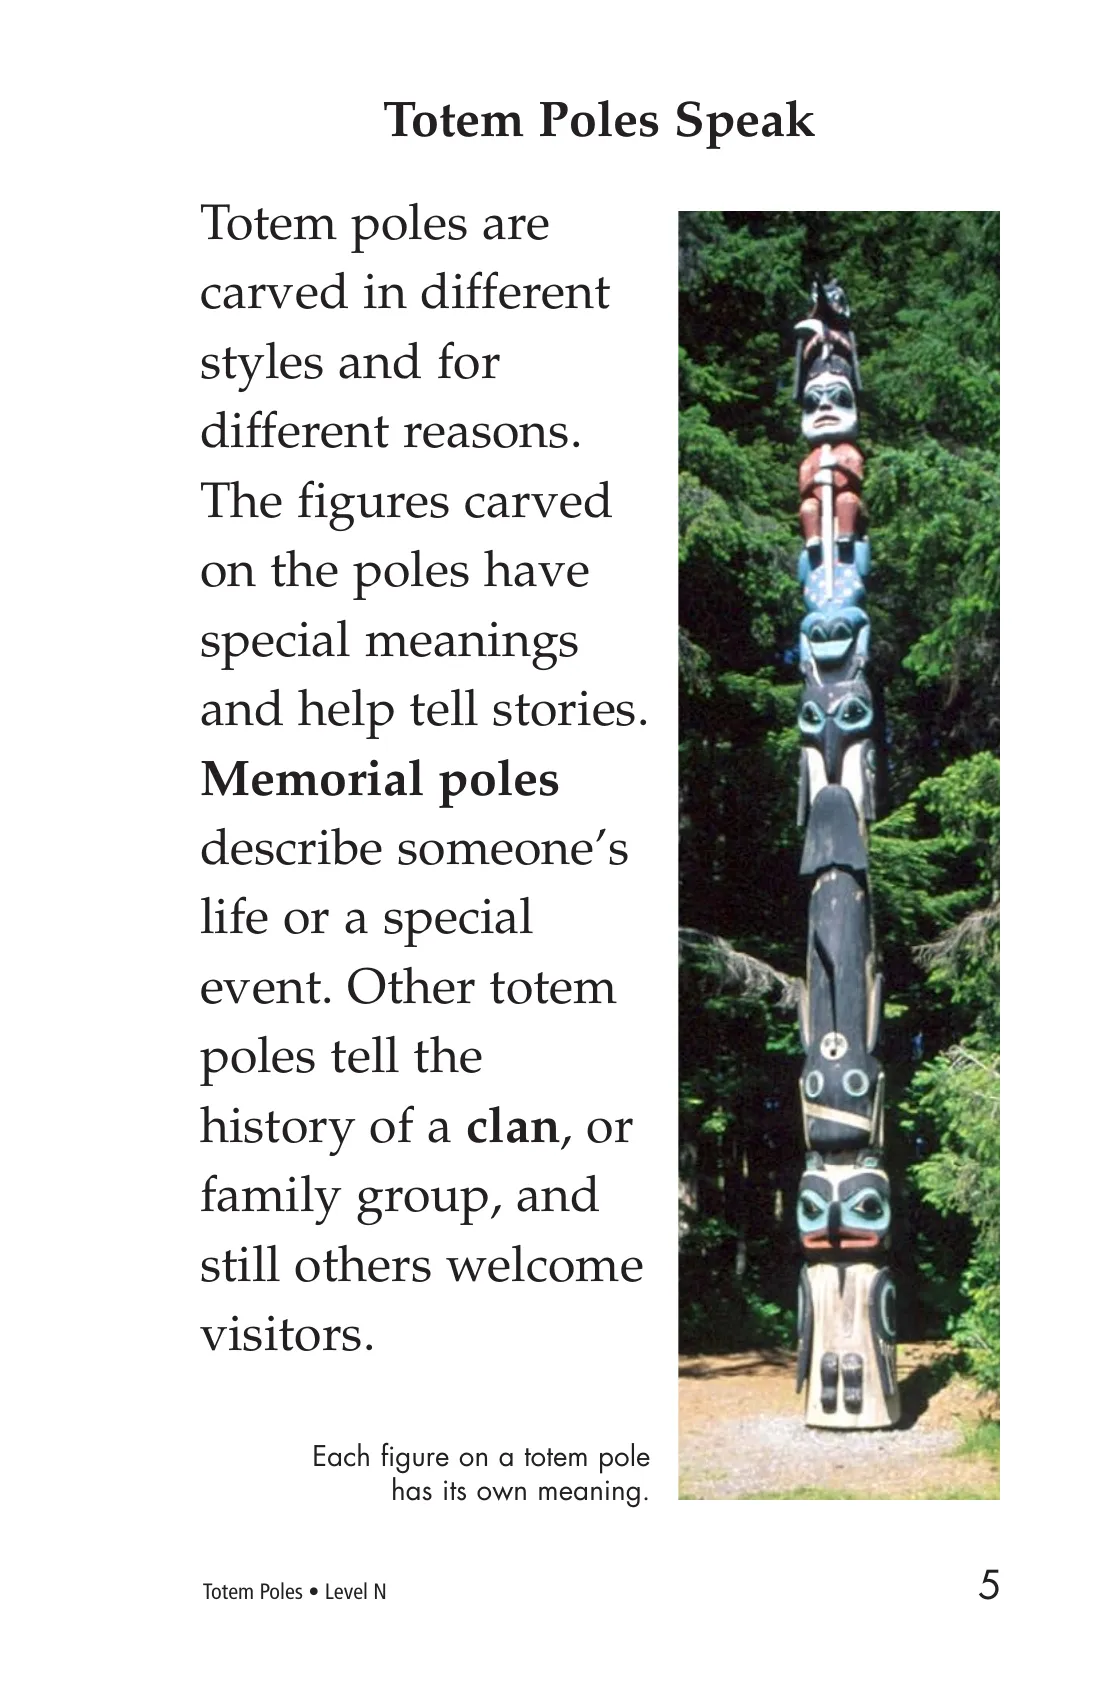 Totem Poles Speak
Totem poles are
carved in different
styles and for
different reasons.
The figures carved
on the poles have
special meanings
and help tell stories.
Memorial poles
describe someone’s
life or a special
event. Other totem
poles tell the
history of a clan, or
family group, and
still others welcome
visitors.
Each figure on a totem pole
has its own meaning.
Totem Poles • Level N
5